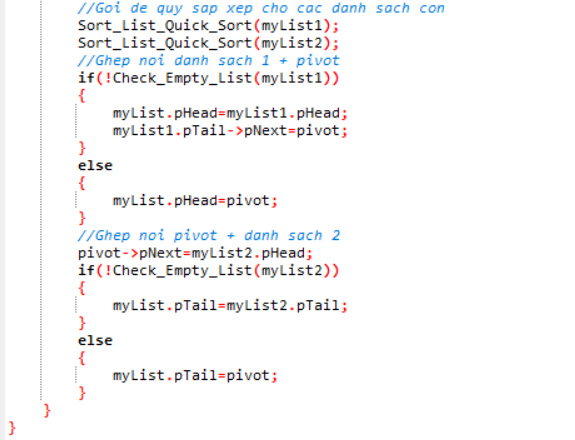 //Goi de quy sap xep cho cac danh sach con
Sort_List_Quick_Sort(myList1);
Sort_List_Quick_Sort(myList2);
//Ghep noi danh sach 1 + pivot
if(!Check_Empty_List(myList1))
{
myList.pHead=myList1.pHead;
myList1.pTail->pNext=pivot;
}
else
{
myList.pHead=pivot;
}
//Ghep noi pivot + danh sach 2
pivot->pNext=myList2.pHead;
if(!Check_Empty_List(myList2))
{
myList.pTail=myList2.pTail;
}
else
{
myList.pTail=pivot;
}
}
}